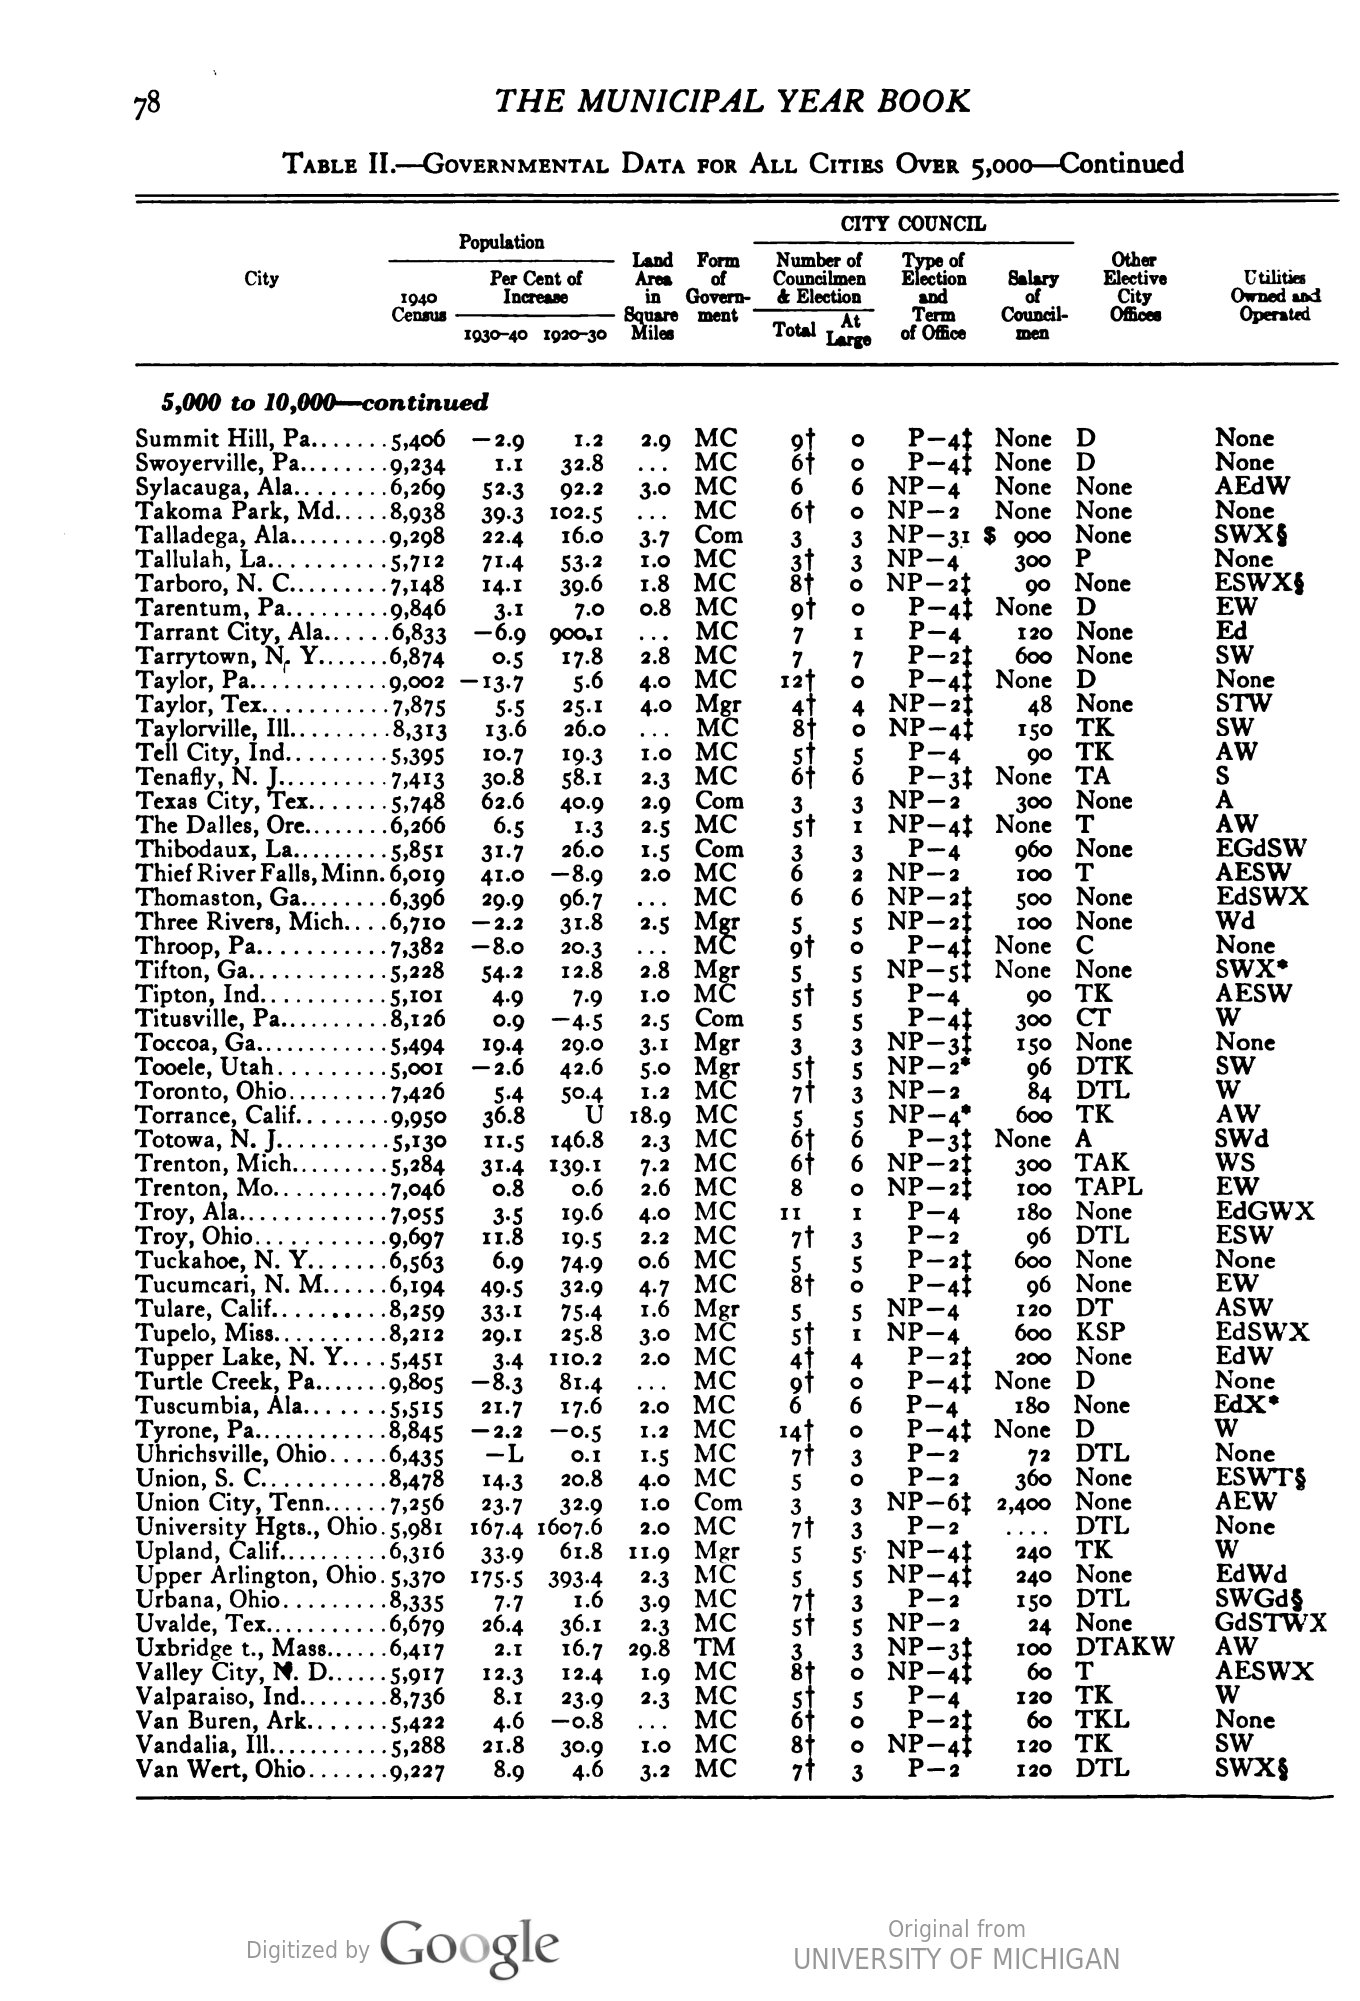 78 THE MUNICIPAL YEAR BOOK
TABLE II.—GOVERNMENTAL DATA FOR ALL CITIES OVER 5,000—Continued
CITY COUNCIL
Population
Land Form Number of Type of Other
City Per Cent of Area of Councilmen Election Salary Elective Utilities
1940 Increase in Govern- & Election and of City Owned and
Census Square ment Term Council- Offices Operated
1930–40 1920–30 Miles Total At Large of Office men
5,000 to 10,000—continued
Summit Hill, Pa.......5,406 −2.9 1.2 2.9 MC 9† 0 P−4‡ None D None
Swoyerville, Pa........9,234 1.1 32.8 ... MC 6† 0 P−4‡ None D None
Sylacauga, Ala........6,269 52.3 92.2 3.0 MC 6 6 NP−4 None None AEdW
Takoma Park, Md.....8,938 39.3 102.5 ... MC 6† 0 NP−2 None None None
Talladega, Ala.........9,298 22.4 16.0 3.7 Com 3 3 NP−31 $ 900 None SWX§
Tallulah, La...........5,712 71.4 53.2 1.0 MC 3† 3 NP−4 300 P None
Tarboro, N. C.........7,148 14.1 39.6 1.8 MC 8† 0 NP−2‡ 90 None ESWX§
Tarentum, Pa.........9,846 3.1 7.0 0.8 MC 9† 0 P−4‡ None D EW
Tarrant City, Ala......6,833 −6.9 900.1 ... MC 7 1 P−4 120 None Ed
Tarrytown, N. Y.......6,874 0.5 17.8 2.8 MC 7 7 P−2‡ 600 None SW
Taylor, Pa............9,002 −13.7 5.6 4.0 MC 12† 0 P−4‡ None D None
Taylor, Tex...........7,875 5.5 25.1 4.0 Mgr 4† 4 NP−2‡ 48 None STW
Taylorville, Ill.........8,313 13.6 26.0 ... MC 8† 0 NP−4‡ 150 TK SW
Tell City, Ind.........5,395 10.7 19.3 1.0 MC 5† 5 P−4 90 TK AW
Tenafly, N. J..........7,413 30.8 58.1 2.3 MC 6† 6 P−3‡ None TA S
Texas City, Tex.......5,748 62.6 40.9 2.9 Com 3 3 NP−2 300 None A
The Dalles, Ore........6,266 6.5 1.3 2.5 MC 5† 1 NP−4‡ None T AW
Thibodaux, La.........5,851 31.7 26.0 1.5 Com 3 3 P−4 960 None EGdSW
Thief River Falls, Minn. 6,019 41.0 −8.9 2.0 MC 6 2 NP−2 100 T AESW
Thomaston, Ga........6,396 29.9 96.7 ... MC 6 6 NP−2‡ 500 None EdSWX
Three Rivers, Mich....6,710 −2.2 31.8 2.5 Mgr 5 5 NP−2‡ 100 None Wd
Throop, Pa............7,382 −8.0 20.3 ... MC 9† 0 P−4‡ None C None
Tifton, Ga............5,228 54.2 12.8 2.8 Mgr 5 5 NP−5‡ None None SWX*
Tipton, Ind...........5,101 4.9 7.9 1.0 MC 5† 5 P−4 90 TK AESW
Titusville, Pa..........8,126 0.9 −4.5 2.5 Com 5 5 P−4‡ 300 CT W
Toccoa, Ga............5,494 19.4 29.0 3.1 Mgr 3 3 NP−3‡ 150 None None
Tooele, Utah..........5,001 −2.6 42.6 5.0 Mgr 5† 5 NP−2* 96 DTK SW
Toronto, Ohio.........7,426 5.4 50.4 1.2 MC 7† 3 NP−2 84 DTL W
Torrance, Calif........9,950 36.8 U 18.9 MC 5 5 NP−4* 600 TK AW
Totowa, N. J..........5,130 11.5 146.8 2.3 MC 6† 6 P−3‡ None A SWd
Trenton, Mich.........5,284 31.4 139.1 7.2 MC 6† 6 NP−2‡ 300 TAK WS
Trenton, Mo..........7,046 0.8 0.6 2.6 MC 8 0 NP−2‡ 100 TAPL EW
Troy, Ala.............7,055 3.5 19.6 4.0 MC 11 1 P−4 180 None EdGWX
Troy, Ohio............9,697 11.8 19.5 2.2 MC 7† 3 P−2 96 DTL ESW
Tuckahoe, N. Y.......6,563 6.9 74.9 0.6 MC 5 5 P−2‡ 600 None None
Tucumcari, N. M......6,194 49.5 32.9 4.7 MC 8† 0 P−4‡ 96 None EW
Tulare, Calif..........8,259 33.1 75.4 1.6 Mgr 5 5 NP−4 120 DT ASW
Tupelo, Miss..........8,212 29.1 25.8 3.0 MC 5† 1 NP−4 600 KSP EdSWX
Tupper Lake, N. Y....5,451 3.4 110.2 2.0 MC 4† 4 P−2‡ 200 None EdW
Turtle Creek, Pa.......9,805 −8.3 81.4 ... MC 9† 0 P−4‡ None D None
Tuscumbia, Ala.......5,515 21.7 17.6 2.0 MC 6 6 P−4 180 None EdX*
Tyrone, Pa............8,845 −2.2 −0.5 1.2 MC 14† 0 P−4‡ None D W
Uhrichsville, Ohio.....6,435 −L 0.1 1.5 MC 7† 3 P−2 72 DTL None
Union, S. C...........8,478 14.3 20.8 4.0 MC 5 0 P−2 360 None ESWT§
Union City, Tenn......7,256 23.7 32.9 1.0 Com 3 3 NP−6‡ 2,400 None AEW
University Hgts., Ohio.5,981 167.4 1607.6 2.0 MC 7† 3 P−2 .... DTL None
Upland, Calif..........6,316 33.9 61.8 11.9 Mgr 5 5 NP−4‡ 240 TK W
Upper Arlington, Ohio.5,370 175.5 393.4 2.3 MC 5 5 NP−4‡ 240 None EdWd
Urbana, Ohio.........8,335 7.7 1.6 3.9 MC 7† 3 P−2 150 DTL SWGd§
Uvalde, Tex...........6,679 26.4 36.1 2.3 MC 5† 5 NP−2 24 None GdSTWX
Uxbridge t., Mass......6,417 2.1 16.7 29.8 TM 3 3 NP−3‡ 100 DTAKW AW
Valley City, N. D......5,917 12.3 12.4 1.9 MC 8† 0 NP−4‡ 60 T AESWX
Valparaiso, Ind........8,736 8.1 23.9 2.3 MC 5† 5 P−4 120 TK W
Van Buren, Ark.......5,422 4.6 −0.8 ... MC 6† 0 P−2‡ 60 TKL None
Vandalia, Ill...........5,288 21.8 30.9 1.0 MC 8† 0 NP−4‡ 120 TK SW
Van Wert, Ohio.......9,227 8.9 4.6 3.2 MC 7† 3 P−2 120 DTL SWX§
Digitized by Google
Original from
UNIVERSITY OF MICHIGAN